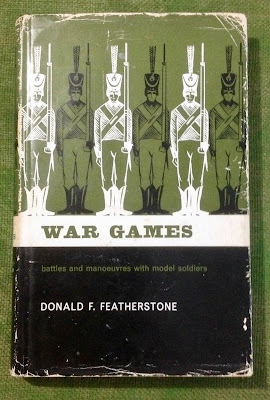 WAR GAMES
battles and manoeuvres with model soldiers
DONALD F. FEATHERSTONE